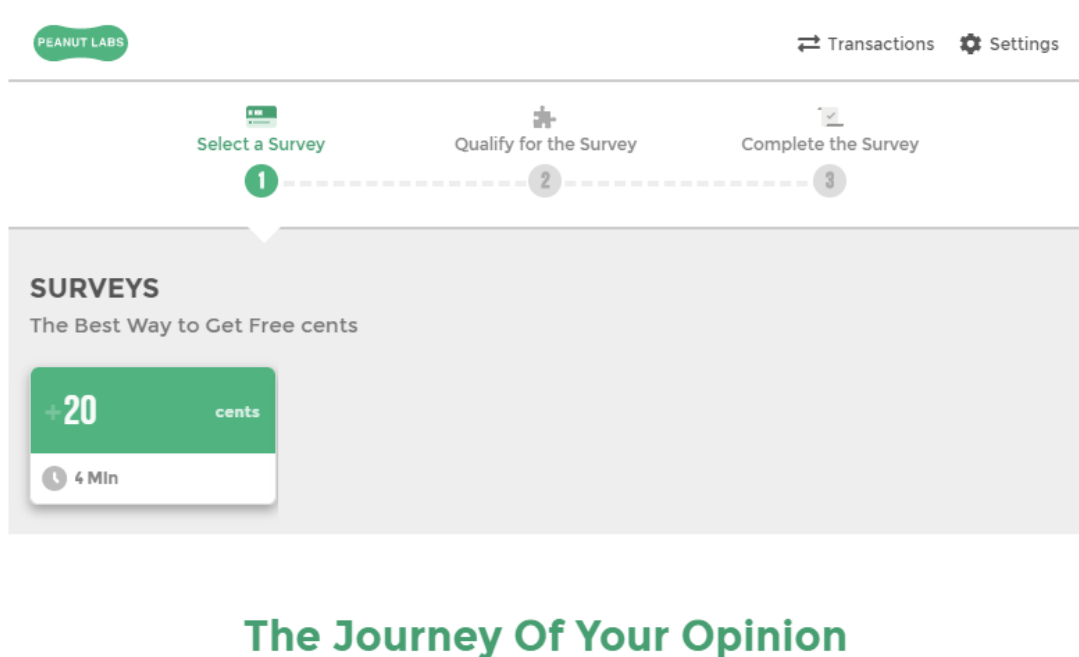 PEANUT LABS
Transactions
Settings
Select a Survey
Qualify for the Survey
Complete the Survey
1
2
3
SURVEYS
The Best Way to Get Free cents
+20 cents
4 Min
The Journey Of Your Opinion